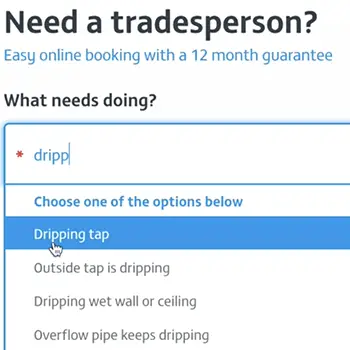 Need a tradesperson?
Easy online booking with a 12 month guarantee
What needs doing?
* dripp
Choose one of the options below
Dripping tap
Outside tap is dripping
Dripping wet wall or ceiling
Overflow pipe keeps dripping